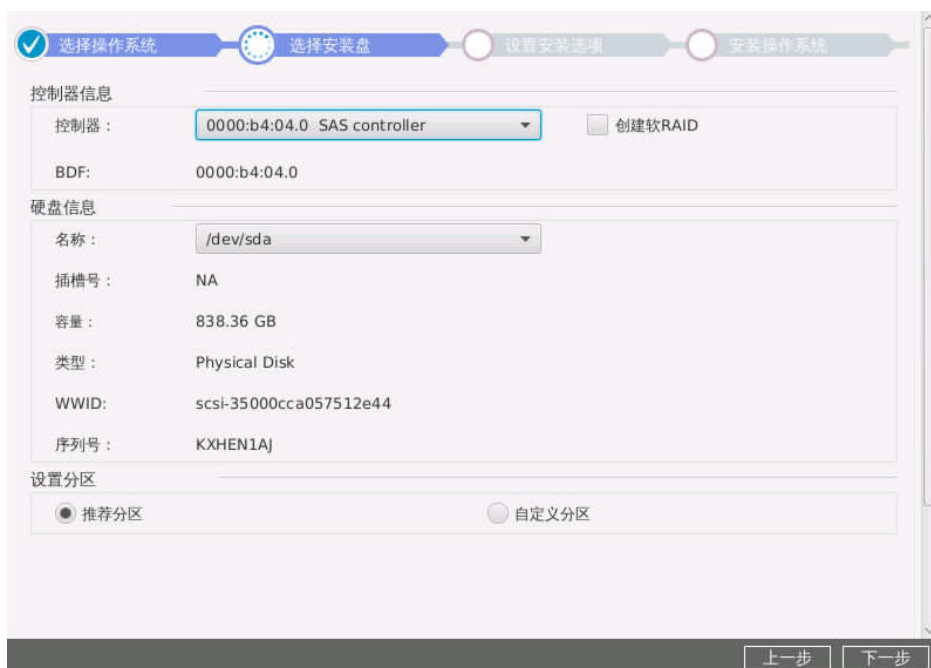 选择操作系统 选择安装盘 设置安装选项 安装操作系统
控制器信息
控制器： 0000:b4:04.0 SAS controller 创建软RAID
BDF: 0000:b4:04.0
硬盘信息
名称： /dev/sda
插槽号： NA
容量： 838.36 GB
类型： Physical Disk
WWID: scsi-35000cca057512e44
序列号： KXHEN1AJ
设置分区
推荐分区 自定义分区
上一步 下一步